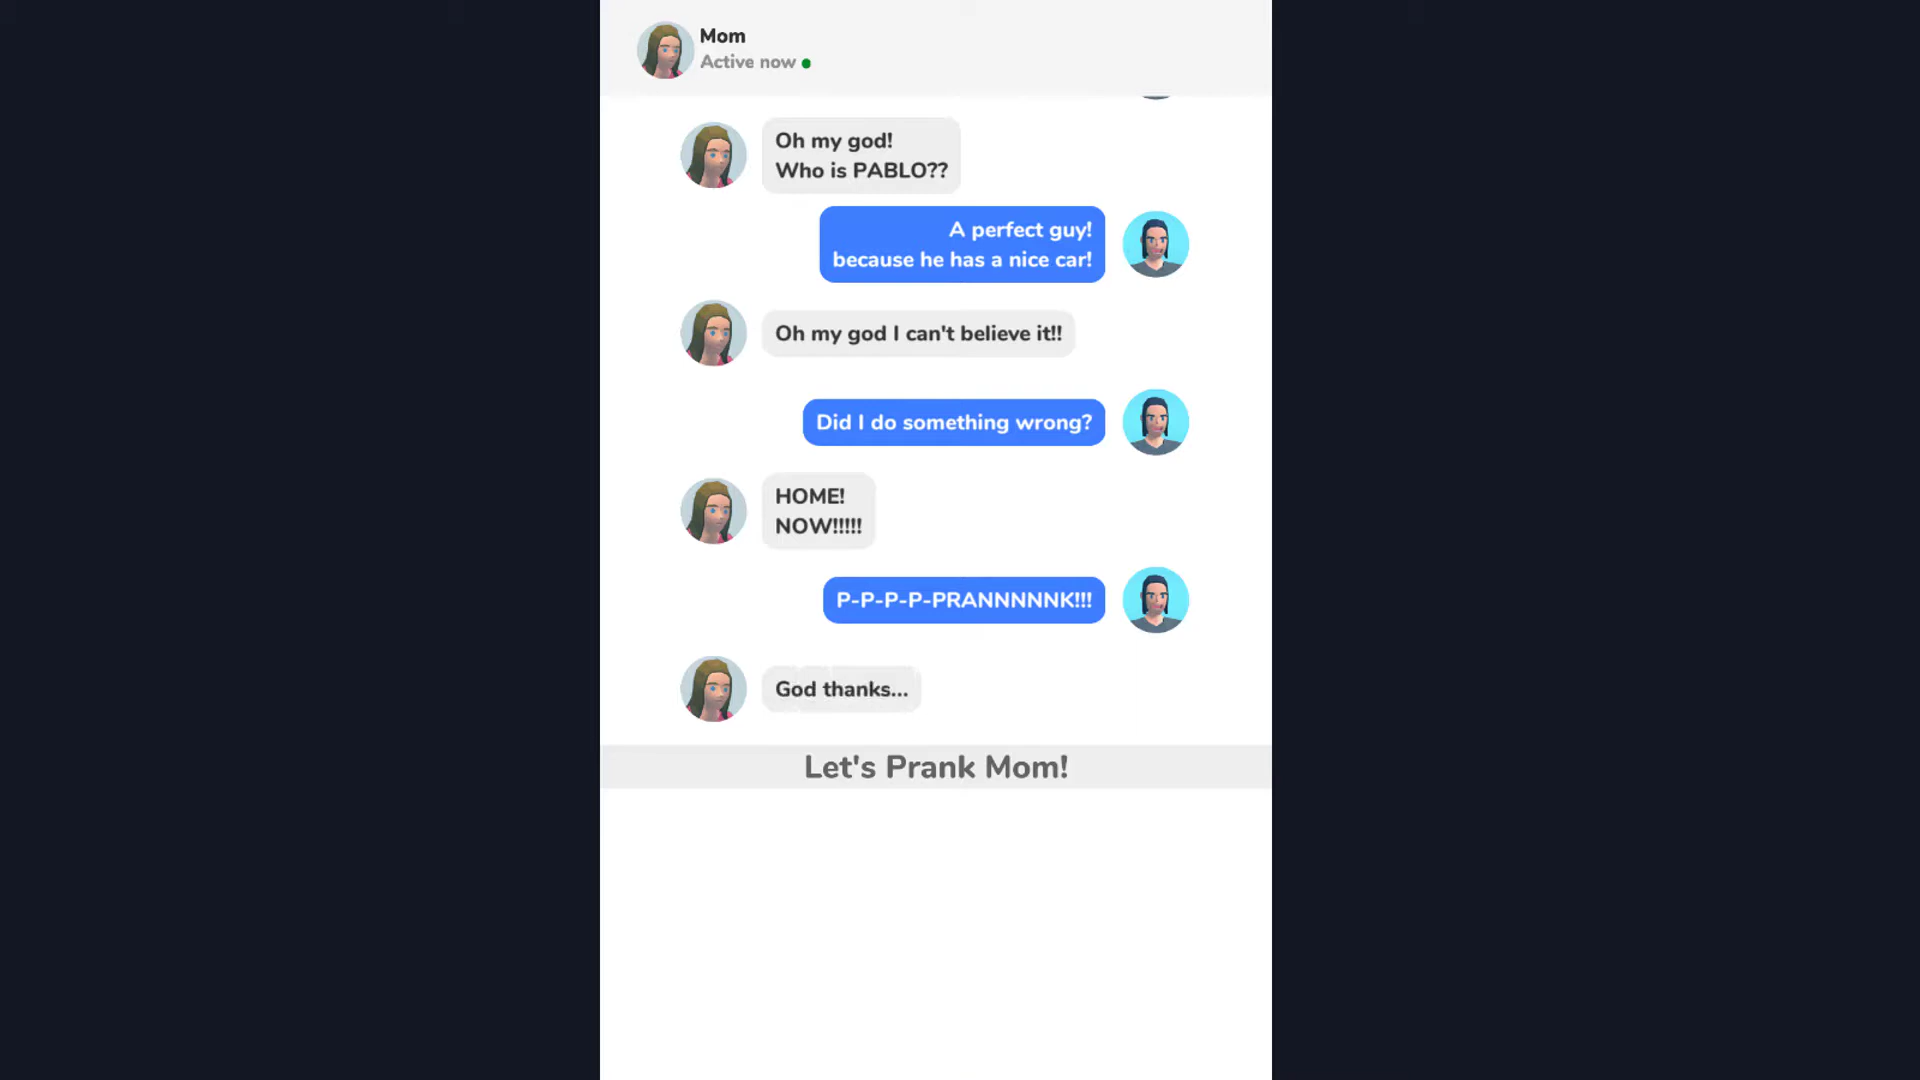 Mom
Active now
Oh my god!
Who is PABLO??
A perfect guy!
because he has a nice car!
Oh my god I can't believe it!!
Did I do something wrong?
HOME!
NOW!!!!!
P-P-P-P-PRANNNNNK!!!
God thanks...
Let's Prank Mom!